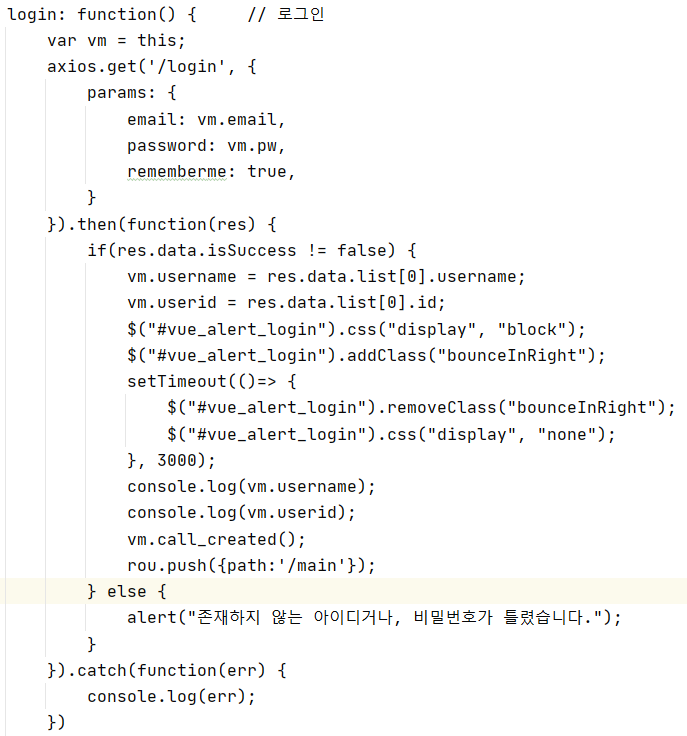 login: function() {     // 로그인
    var vm = this;
    axios.get('/login', {
        params: {
            email: vm.email,
            password: vm.pw,
            rememberme: true,
        }
    }).then(function(res) {
        if(res.data.isSuccess != false) {
            vm.username = res.data.list[0].username;
            vm.userid = res.data.list[0].id;
            $("#vue_alert_login").css("display", "block");
            $("#vue_alert_login").addClass("bounceInRight");
            setTimeout(()=> {
                $("#vue_alert_login").removeClass("bounceInRight");
                $("#vue_alert_login").css("display", "none");
            }, 3000);
            console.log(vm.username);
            console.log(vm.userid);
            vm.call_created();
            rou.push({path:'/main'});
        } else {
            alert("존재하지 않는 아이디거나, 비밀번호가 틀렸습니다.");
        }
    }).catch(function(err) {
        console.log(err);
    })